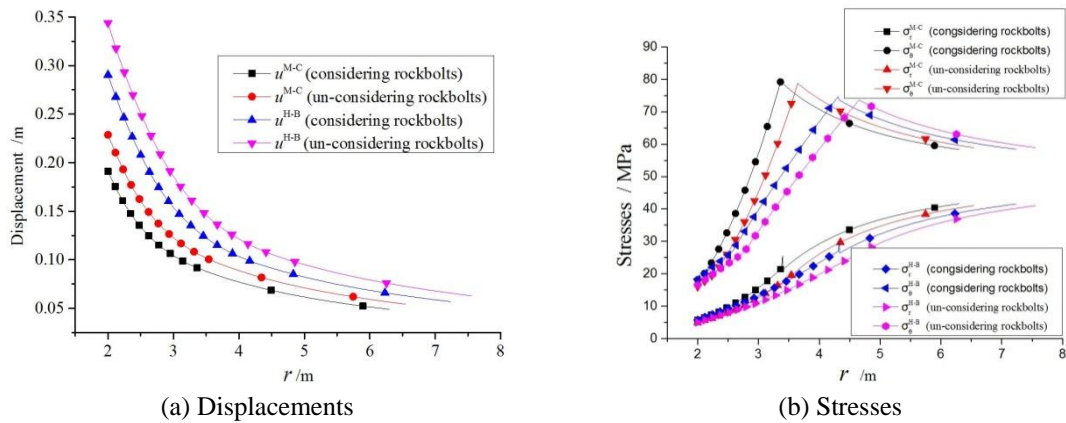 0.35
0.30
0.25
0.20
0.15
0.10
0.05
Displacement /m
u^M-C (considering rockbolts)
u^M-C (un-considering rockbolts)
u^H-B (considering rockbolts)
u^H-B (un-considering rockbolts)
2 3 4 5 6 7 8
r /m
(a) Displacements
90
80
70
60
50
40
30
20
10
0
Stresses / MPa
σ_r^M-C (congsidering rockbolts)
σ_θ^M-C (congsidering rockbolts)
σ_r^M-C (un-considering rockbolts)
σ_θ^M-C (un-considering rockbolts)
σ_r^H-B (congsidering rockbolts)
σ_θ^H-B (congsidering rockbolts)
σ_r^H-B (un-considering rockbolts)
σ_θ^H-B (un-considering rockbolts)
2 3 4 5 6 7 8
r /m
(b) Stresses